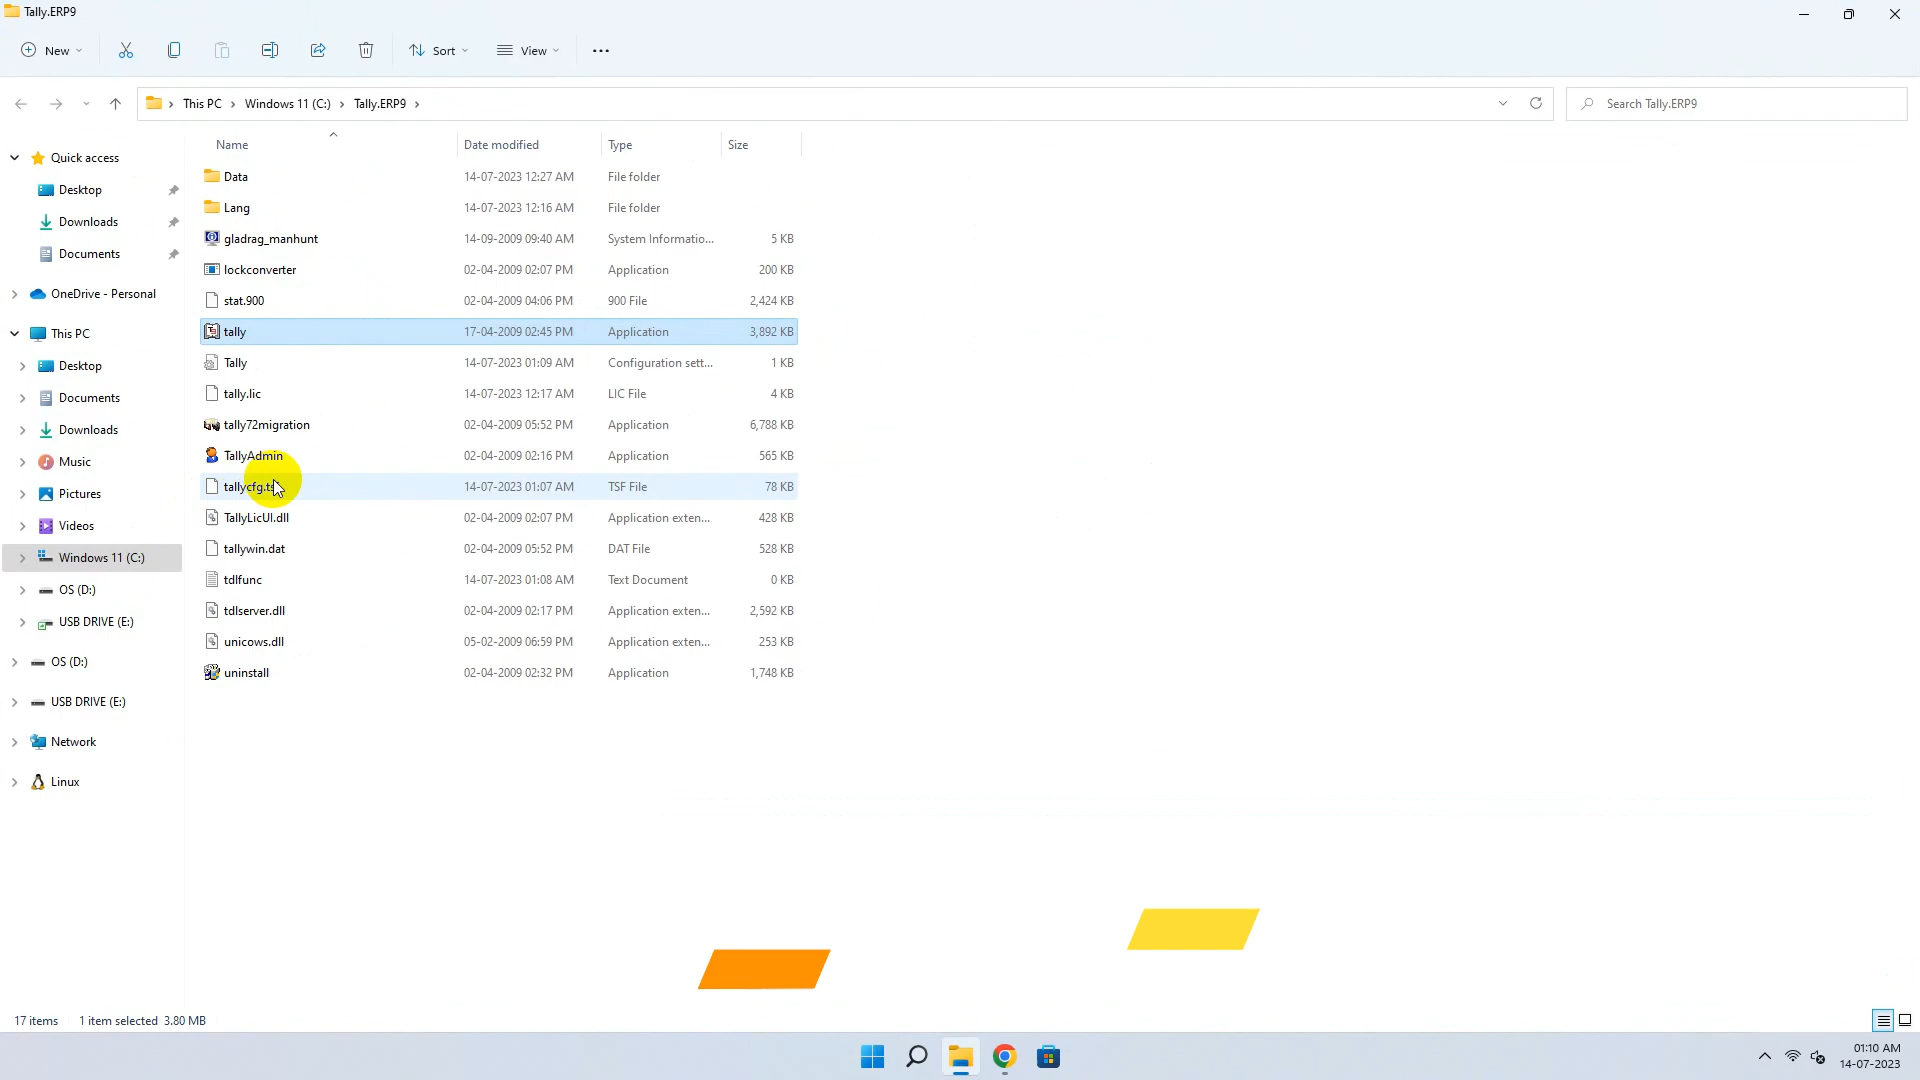 Tally.ERP9
New
Sort
View
This PC
Windows 11 (C:)
Tally.ERP9
Search Tally.ERP9
Name Date modified Type Size
Quick access
Desktop
Downloads
Documents
OneDrive - Personal
This PC
Desktop
Documents
Downloads
Music
Pictures
Videos
Windows 11 (C:)
OS (D:)
USB DRIVE (E:)
OS (D:)
USB DRIVE (E:)
Network
Linux
Data 14-07-2023 12:27 AM File folder
Lang 14-07-2023 12:16 AM File folder
gladrag_manhunt 14-09-2009 09:40 AM System Informatio... 5 KB
lockconverter 02-04-2009 02:07 PM Application 200 KB
stat.900 02-04-2009 04:06 PM 900 File 2,424 KB
tally 17-04-2009 02:45 PM Application 3,892 KB
Tally 14-07-2023 01:09 AM Configuration sett... 1 KB
tally.lic 14-07-2023 12:17 AM LIC File 4 KB
tally72migration 02-04-2009 05:52 PM Application 6,788 KB
TallyAdmin 02-04-2009 02:16 PM Application 565 KB
tallycfg.ts 14-07-2023 01:07 AM TSF File 78 KB
TallyLicUI.dll 02-04-2009 02:07 PM Application exten... 428 KB
tallywin.dat 02-04-2009 05:52 PM DAT File 528 KB
tdlfunc 14-07-2023 01:08 AM Text Document 0 KB
tdlserver.dll 02-04-2009 02:17 PM Application exten... 2,592 KB
unicows.dll 05-02-2009 06:59 PM Application exten... 253 KB
uninstall 02-04-2009 02:32 PM Application 1,748 KB
17 items 1 item selected 3.80 MB
01:10 AM
14-07-2023